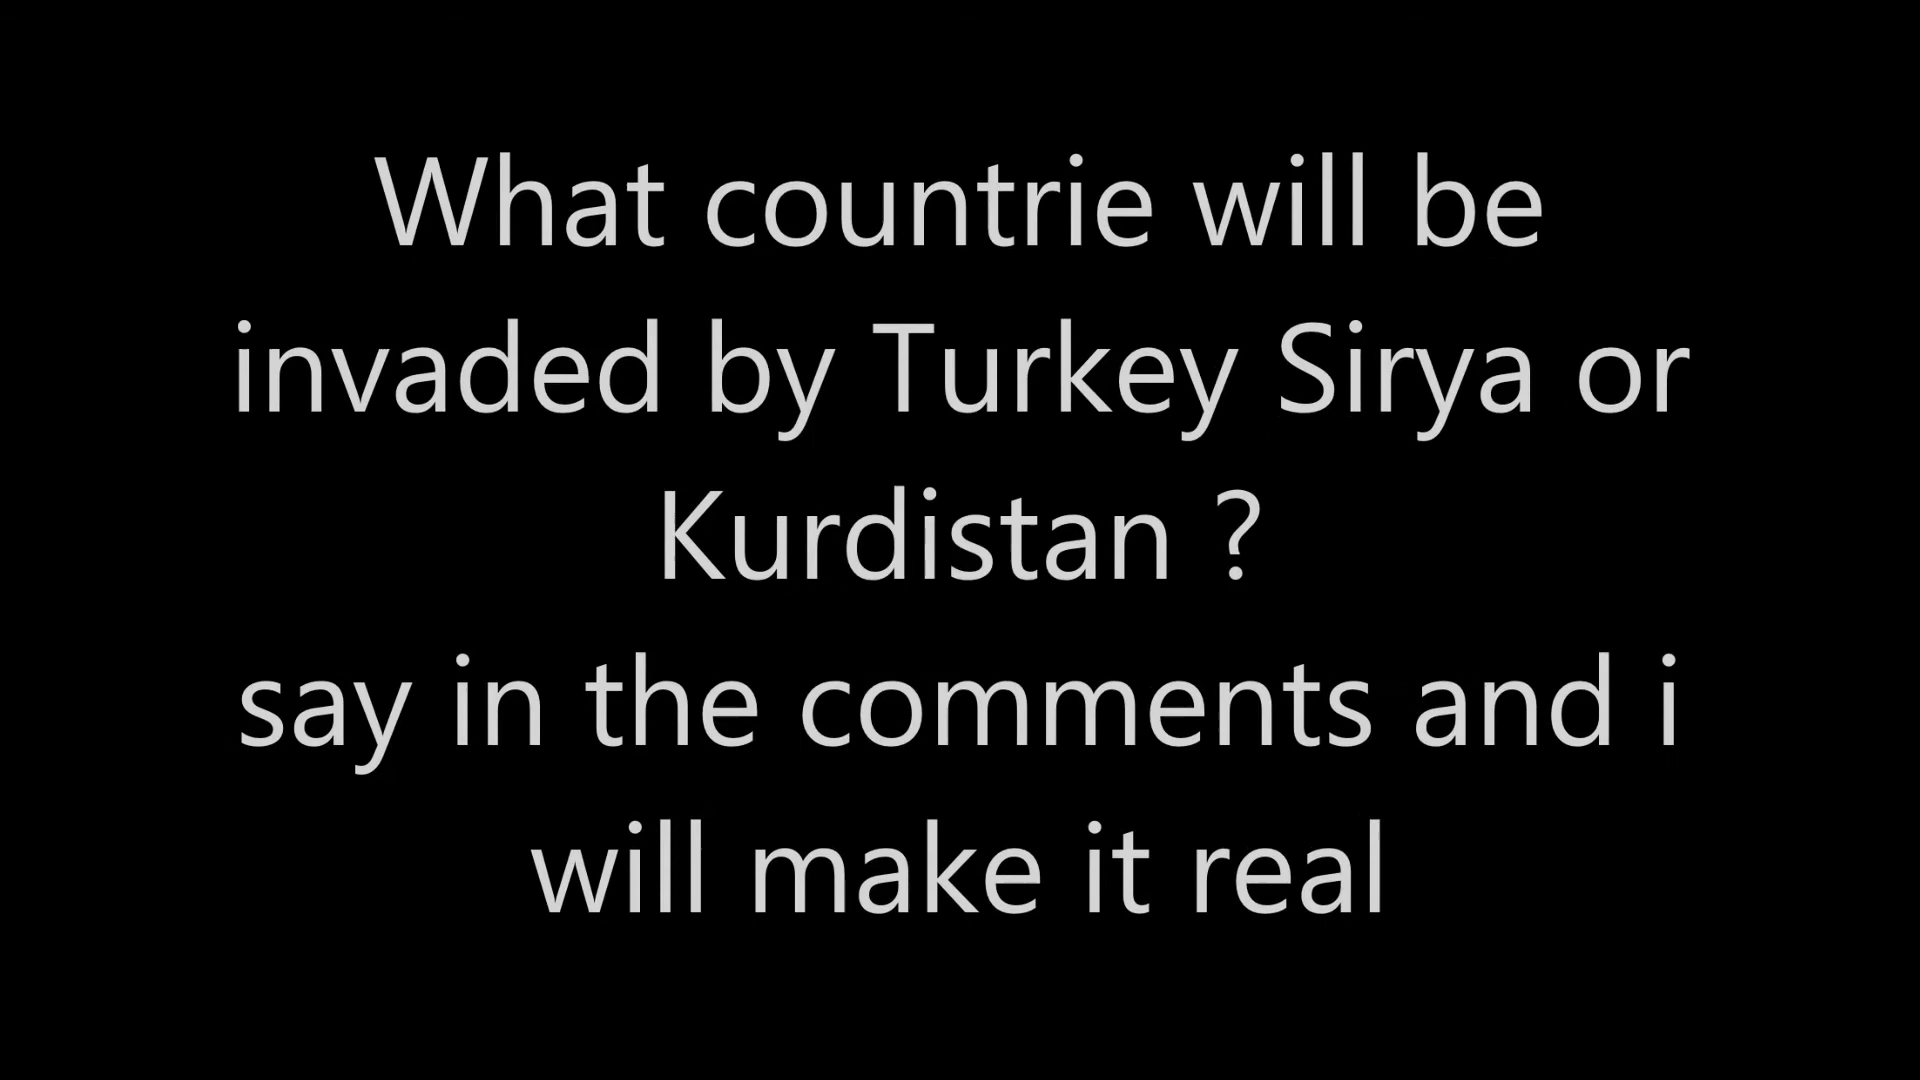 What countrie will be
invaded by Turkey Sirya or
Kurdistan ?
say in the comments and i
will make it real